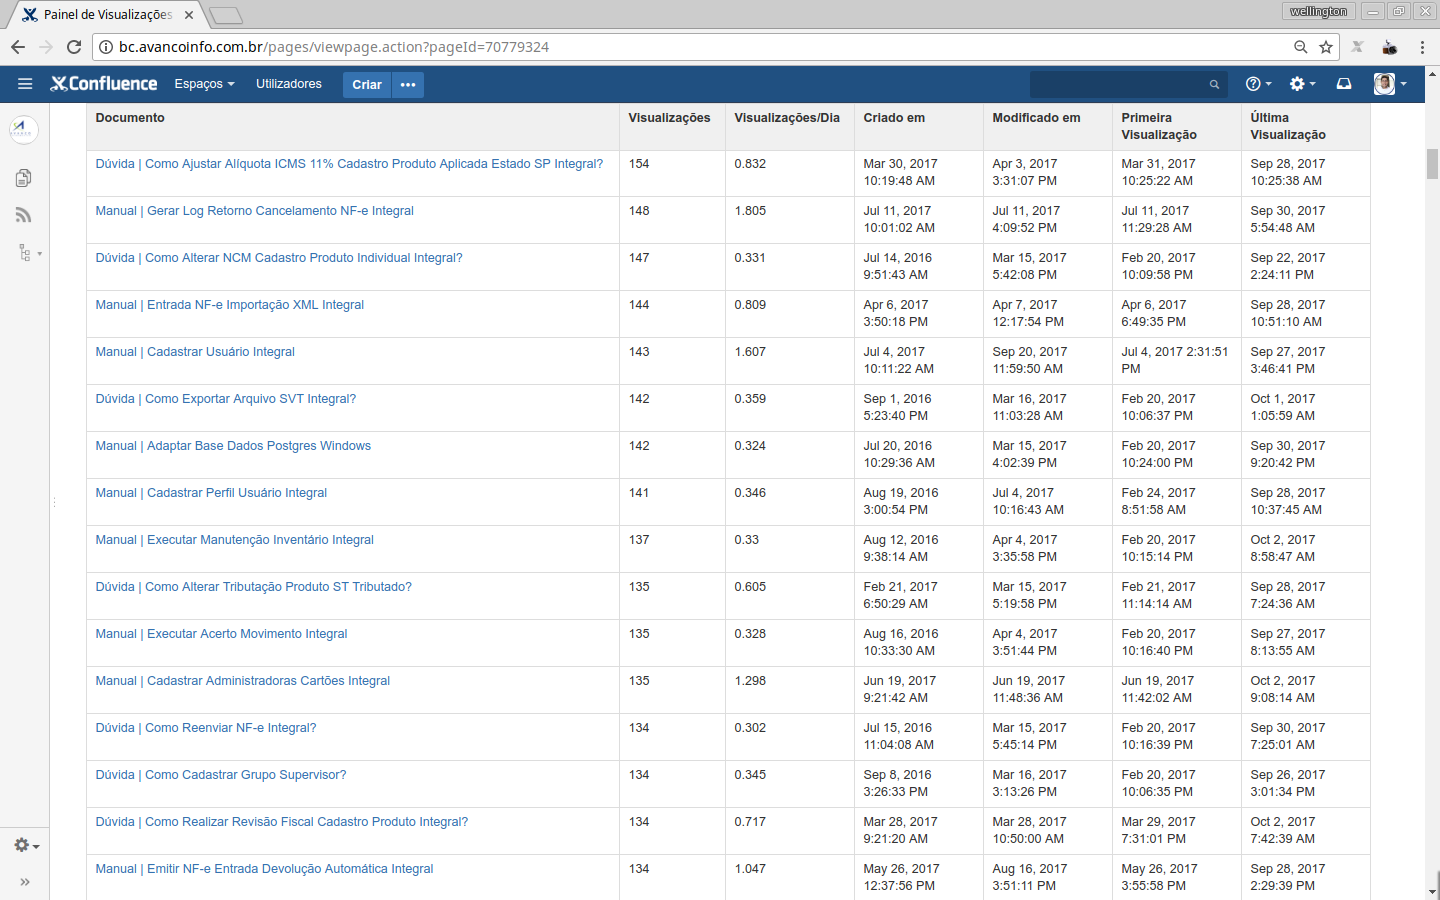 Painel de Visualizações
wellington
bc.avancoinfo.com.br/pages/viewpage.action?pageId=70779324
Confluence Espaços Utilizadores Criar •••
Documento Visualizações Visualizações/Dia Criado em Modificado em Primeira Última
Visualização Visualização
Dúvida | Como Ajustar Alíquota ICMS 11% Cadastro Produto Aplicada Estado SP Integral? 154 0.832 Mar 30, 2017 Apr 3, 2017 Mar 31, 2017 Sep 28, 2017
10:19:48 AM 3:31:07 PM 10:25:22 AM 10:25:38 AM
Manual | Gerar Log Retorno Cancelamento NF-e Integral 148 1.805 Jul 11, 2017 Jul 11, 2017 Jul 11, 2017 Sep 30, 2017
10:01:02 AM 4:09:52 PM 11:29:28 AM 5:54:48 AM
Dúvida | Como Alterar NCM Cadastro Produto Individual Integral? 147 0.331 Jul 14, 2016 Mar 15, 2017 Feb 20, 2017 Sep 22, 2017
9:51:43 AM 5:42:08 PM 10:09:58 PM 2:24:11 PM
Manual | Entrada NF-e Importação XML Integral 144 0.809 Apr 6, 2017 Apr 7, 2017 Apr 6, 2017 Sep 28, 2017
3:50:18 PM 12:17:54 PM 6:49:35 PM 10:51:10 AM
Manual | Cadastrar Usuário Integral 143 1.607 Jul 4, 2017 Sep 20, 2017 Jul 4, 2017 2:31:51 Sep 27, 2017
10:11:22 AM 11:59:50 AM PM 3:46:41 PM
Dúvida | Como Exportar Arquivo SVT Integral? 142 0.359 Sep 1, 2016 Mar 16, 2017 Feb 20, 2017 Oct 1, 2017
5:23:40 PM 11:03:28 AM 10:06:37 PM 1:05:59 AM
Manual | Adaptar Base Dados Postgres Windows 142 0.324 Jul 20, 2016 Mar 15, 2017 Feb 20, 2017 Sep 30, 2017
10:29:36 AM 4:02:39 PM 10:24:00 PM 9:20:42 PM
Manual | Cadastrar Perfil Usuário Integral 141 0.346 Aug 19, 2016 Jul 4, 2017 Feb 24, 2017 Sep 28, 2017
3:00:54 PM 10:16:43 AM 8:51:58 AM 10:37:45 AM
Manual | Executar Manutenção Inventário Integral 137 0.33 Aug 12, 2016 Apr 4, 2017 Feb 20, 2017 Oct 2, 2017
9:38:14 AM 3:35:58 PM 10:15:14 PM 8:58:47 AM
Dúvida | Como Alterar Tributação Produto ST Tributado? 135 0.605 Feb 21, 2017 Mar 15, 2017 Feb 21, 2017 Sep 28, 2017
6:50:29 AM 5:19:58 PM 11:14:14 AM 7:24:36 AM
Manual | Executar Acerto Movimento Integral 135 0.328 Aug 16, 2016 Apr 4, 2017 Feb 20, 2017 Sep 27, 2017
10:33:30 AM 3:51:44 PM 10:16:40 PM 8:13:55 AM
Manual | Cadastrar Administradoras Cartões Integral 135 1.298 Jun 19, 2017 Jun 19, 2017 Jun 19, 2017 Oct 2, 2017
9:21:42 AM 11:48:36 AM 11:42:02 AM 9:08:14 AM
Dúvida | Como Reenviar NF-e Integral? 134 0.302 Jul 15, 2016 Mar 15, 2017 Feb 20, 2017 Sep 30, 2017
11:04:08 AM 5:45:14 PM 10:16:39 PM 7:25:01 AM
Dúvida | Como Cadastrar Grupo Supervisor? 134 0.345 Sep 8, 2016 Mar 16, 2017 Feb 20, 2017 Sep 26, 2017
3:26:33 PM 3:13:26 PM 10:06:35 PM 3:01:34 PM
Dúvida | Como Realizar Revisão Fiscal Cadastro Produto Integral? 134 0.717 Mar 28, 2017 Mar 28, 2017 Mar 29, 2017 Oct 2, 2017
9:21:20 AM 10:50:00 AM 7:31:01 PM 7:42:39 AM
Manual | Emitir NF-e Entrada Devolução Automática Integral 134 1.047 May 26, 2017 Aug 16, 2017 May 26, 2017 Sep 28, 2017
12:37:56 PM 3:51:11 PM 3:55:58 PM 2:29:39 PM